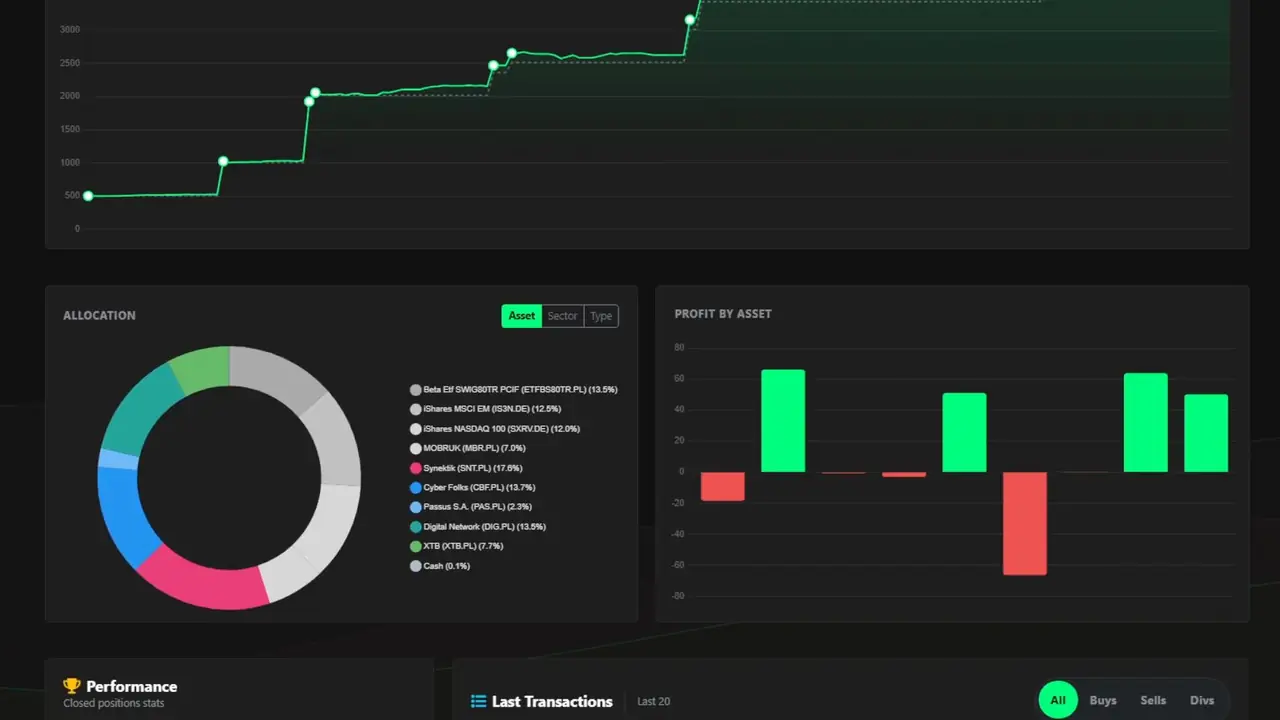 3000
2500
2000
1500
1000
500
0
ALLOCATION
Asset Sector Type
Beta Etf SWIG80TR PCIF (ETFBS80TR.PL) (13.5%)
iShares MSCI EM (IS3N.DE) (12.5%)
iShares NASDAQ 100 (SXRV.DE) (12.0%)
MOBRUK (MBR.PL) (7.0%)
Synektik (SNT.PL) (17.6%)
Cyber Folks (CBF.PL) (13.7%)
Passus S.A. (PAS.PL) (2.3%)
Digital Network (DIG.PL) (13.5%)
XTB (XTB.PL) (7.7%)
Cash (0.1%)
PROFIT BY ASSET
80
60
40
20
0
-20
-40
-60
-80
Performance
Closed positions stats
Last Transactions Last 20
All Buys Sells Divs